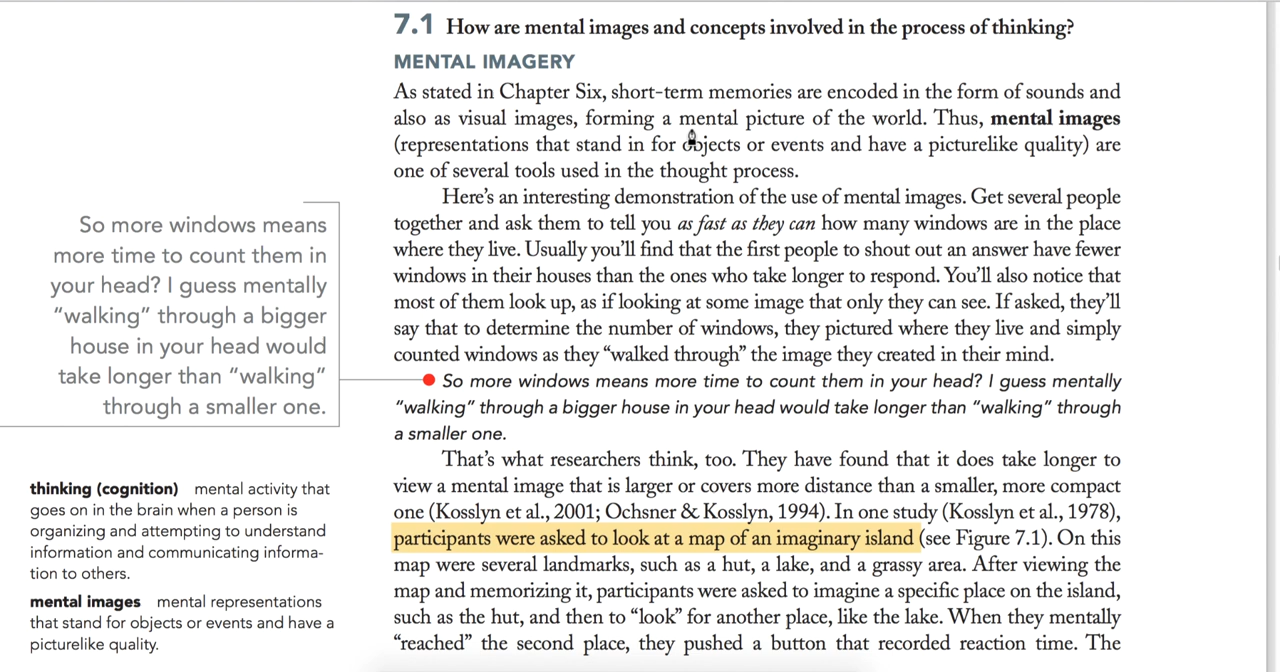 7.1 How are mental images and concepts involved in the process of thinking?
MENTAL IMAGERY
As stated in Chapter Six, short-term memories are encoded in the form of sounds and
also as visual images, forming a mental picture of the world. Thus, mental images
(representations that stand in for objects or events and have a picturelike quality) are
one of several tools used in the thought process.
Here's an interesting demonstration of the use of mental images. Get several people
together and ask them to tell you as fast as they can how many windows are in the place
where they live. Usually you'll find that the first people to shout out an answer have fewer
windows in their houses than the ones who take longer to respond. You'll also notice that
most of them look up, as if looking at some image that only they can see. If asked, they'll
say that to determine the number of windows, they pictured where they live and simply
counted windows as they “walked through” the image they created in their mind.
So more windows means more time to count them in your head? I guess mentally
“walking” through a bigger house in your head would take longer than “walking” through
a smaller one.
That's what researchers think, too. They have found that it does take longer to
view a mental image that is larger or covers more distance than a smaller, more compact
one (Kosslyn et al., 2001; Ochsner & Kosslyn, 1994). In one study (Kosslyn et al., 1978),
participants were asked to look at a map of an imaginary island (see Figure 7.1). On this
map were several landmarks, such as a hut, a lake, and a grassy area. After viewing the
map and memorizing it, participants were asked to imagine a specific place on the island,
such as the hut, and then to “look” for another place, like the lake. When they mentally
“reached” the second place, they pushed a button that recorded reaction time. The
So more windows means
more time to count them in
your head? I guess mentally
“walking” through a bigger
house in your head would
take longer than “walking”
through a smaller one.
thinking (cognition) mental activity that
goes on in the brain when a person is
organizing and attempting to understand
information and communicating informa-
tion to others.
mental images mental representations
that stand for objects or events and have a
picturelike quality.